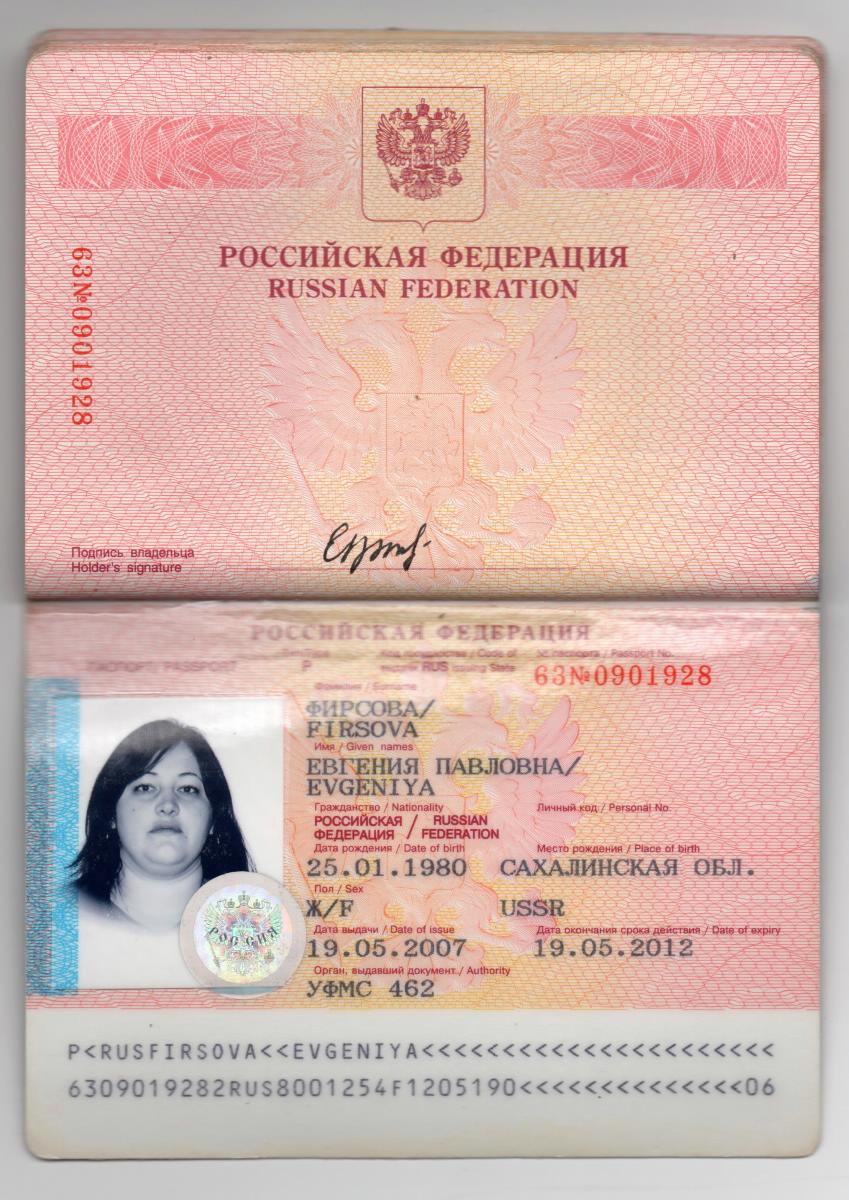 РОССИЙСКАЯ ФЕДЕРАЦИЯ
RUSSIAN FEDERATION
63№0901928
Подпись владельца
Holder's signature
РОССИЙСКАЯ ФЕДЕРАЦИЯ
ПАСПОРТ/PASSPORT
Тип/Type
Код государства / Code of
№ паспорта / Passport No.
P
выдачи RUS issuing State
63№0901928
Фамилия / Surname
ФИРСОВА/
FIRSOVA
Имя / Given names
ЕВГЕНИЯ ПАВЛОВНА/
EVGENIYA
Гражданство / Nationality
Личный код / Personal No.
РОССИЙСКАЯ / RUSSIAN
ФЕДЕРАЦИЯ / FEDERATION
Дата рождения / Date of birth
Место рождения / Place of birth
25.01.1980
САХАЛИНСКАЯ ОБЛ.
Пол / Sex
Ж/F
USSR
Дата выдачи / Date of issue
Дата окончания срока действия / Date of expiry
19.05.2007
19.05.2012
Орган, выдавший документ / Authority
УФМС 462
РОССИЯ
P<RUSFIRSOVA<<EVGENIYA<<<<<<<<<<<<<<<<<<<<<<
6309019282RUS8001254F1205190<<<<<<<<<<<<<<06